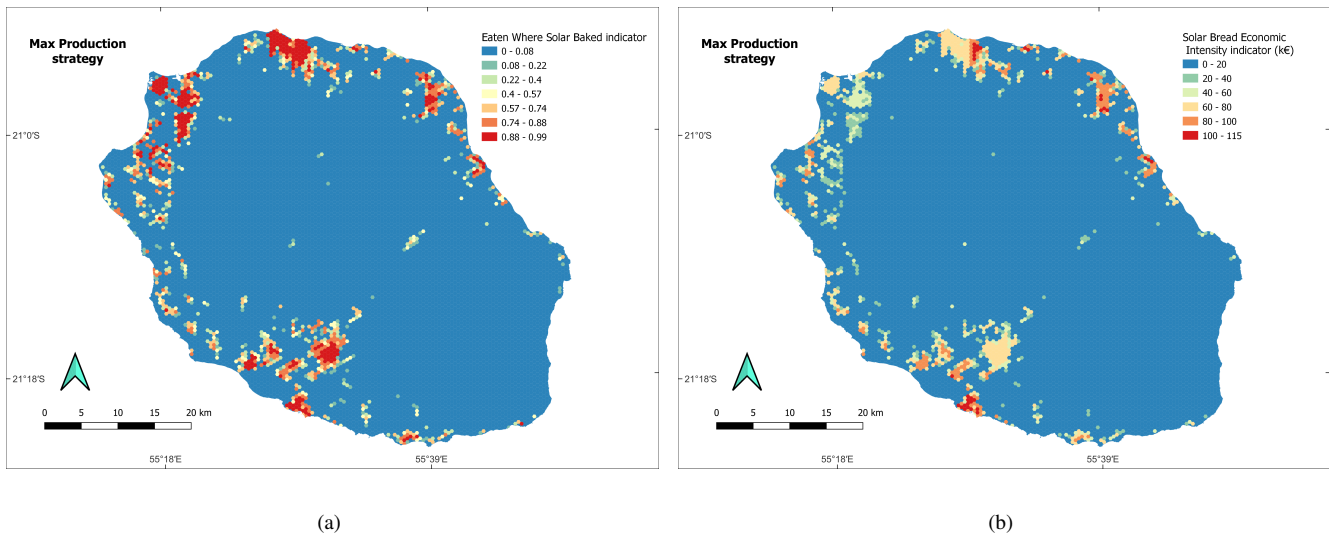 Max Production
strategy
Eaten Where Solar Baked indicator
0 - 0.08
0.08 - 0.22
0.22 - 0.4
0.4 - 0.57
0.57 - 0.74
0.74 - 0.88
0.88 - 0.99
21°0'S
21°18'S
0 5 10 15 20 km
55°18'E 55°39'E
(a)
Max Production
strategy
Solar Bread Economic
Intensity indicator (k€)
0 - 20
20 - 40
40 - 60
60 - 80
80 - 100
100 - 115
21°0'S
21°18'S
0 5 10 15 20 km
55°18'E 55°39'E
(b)